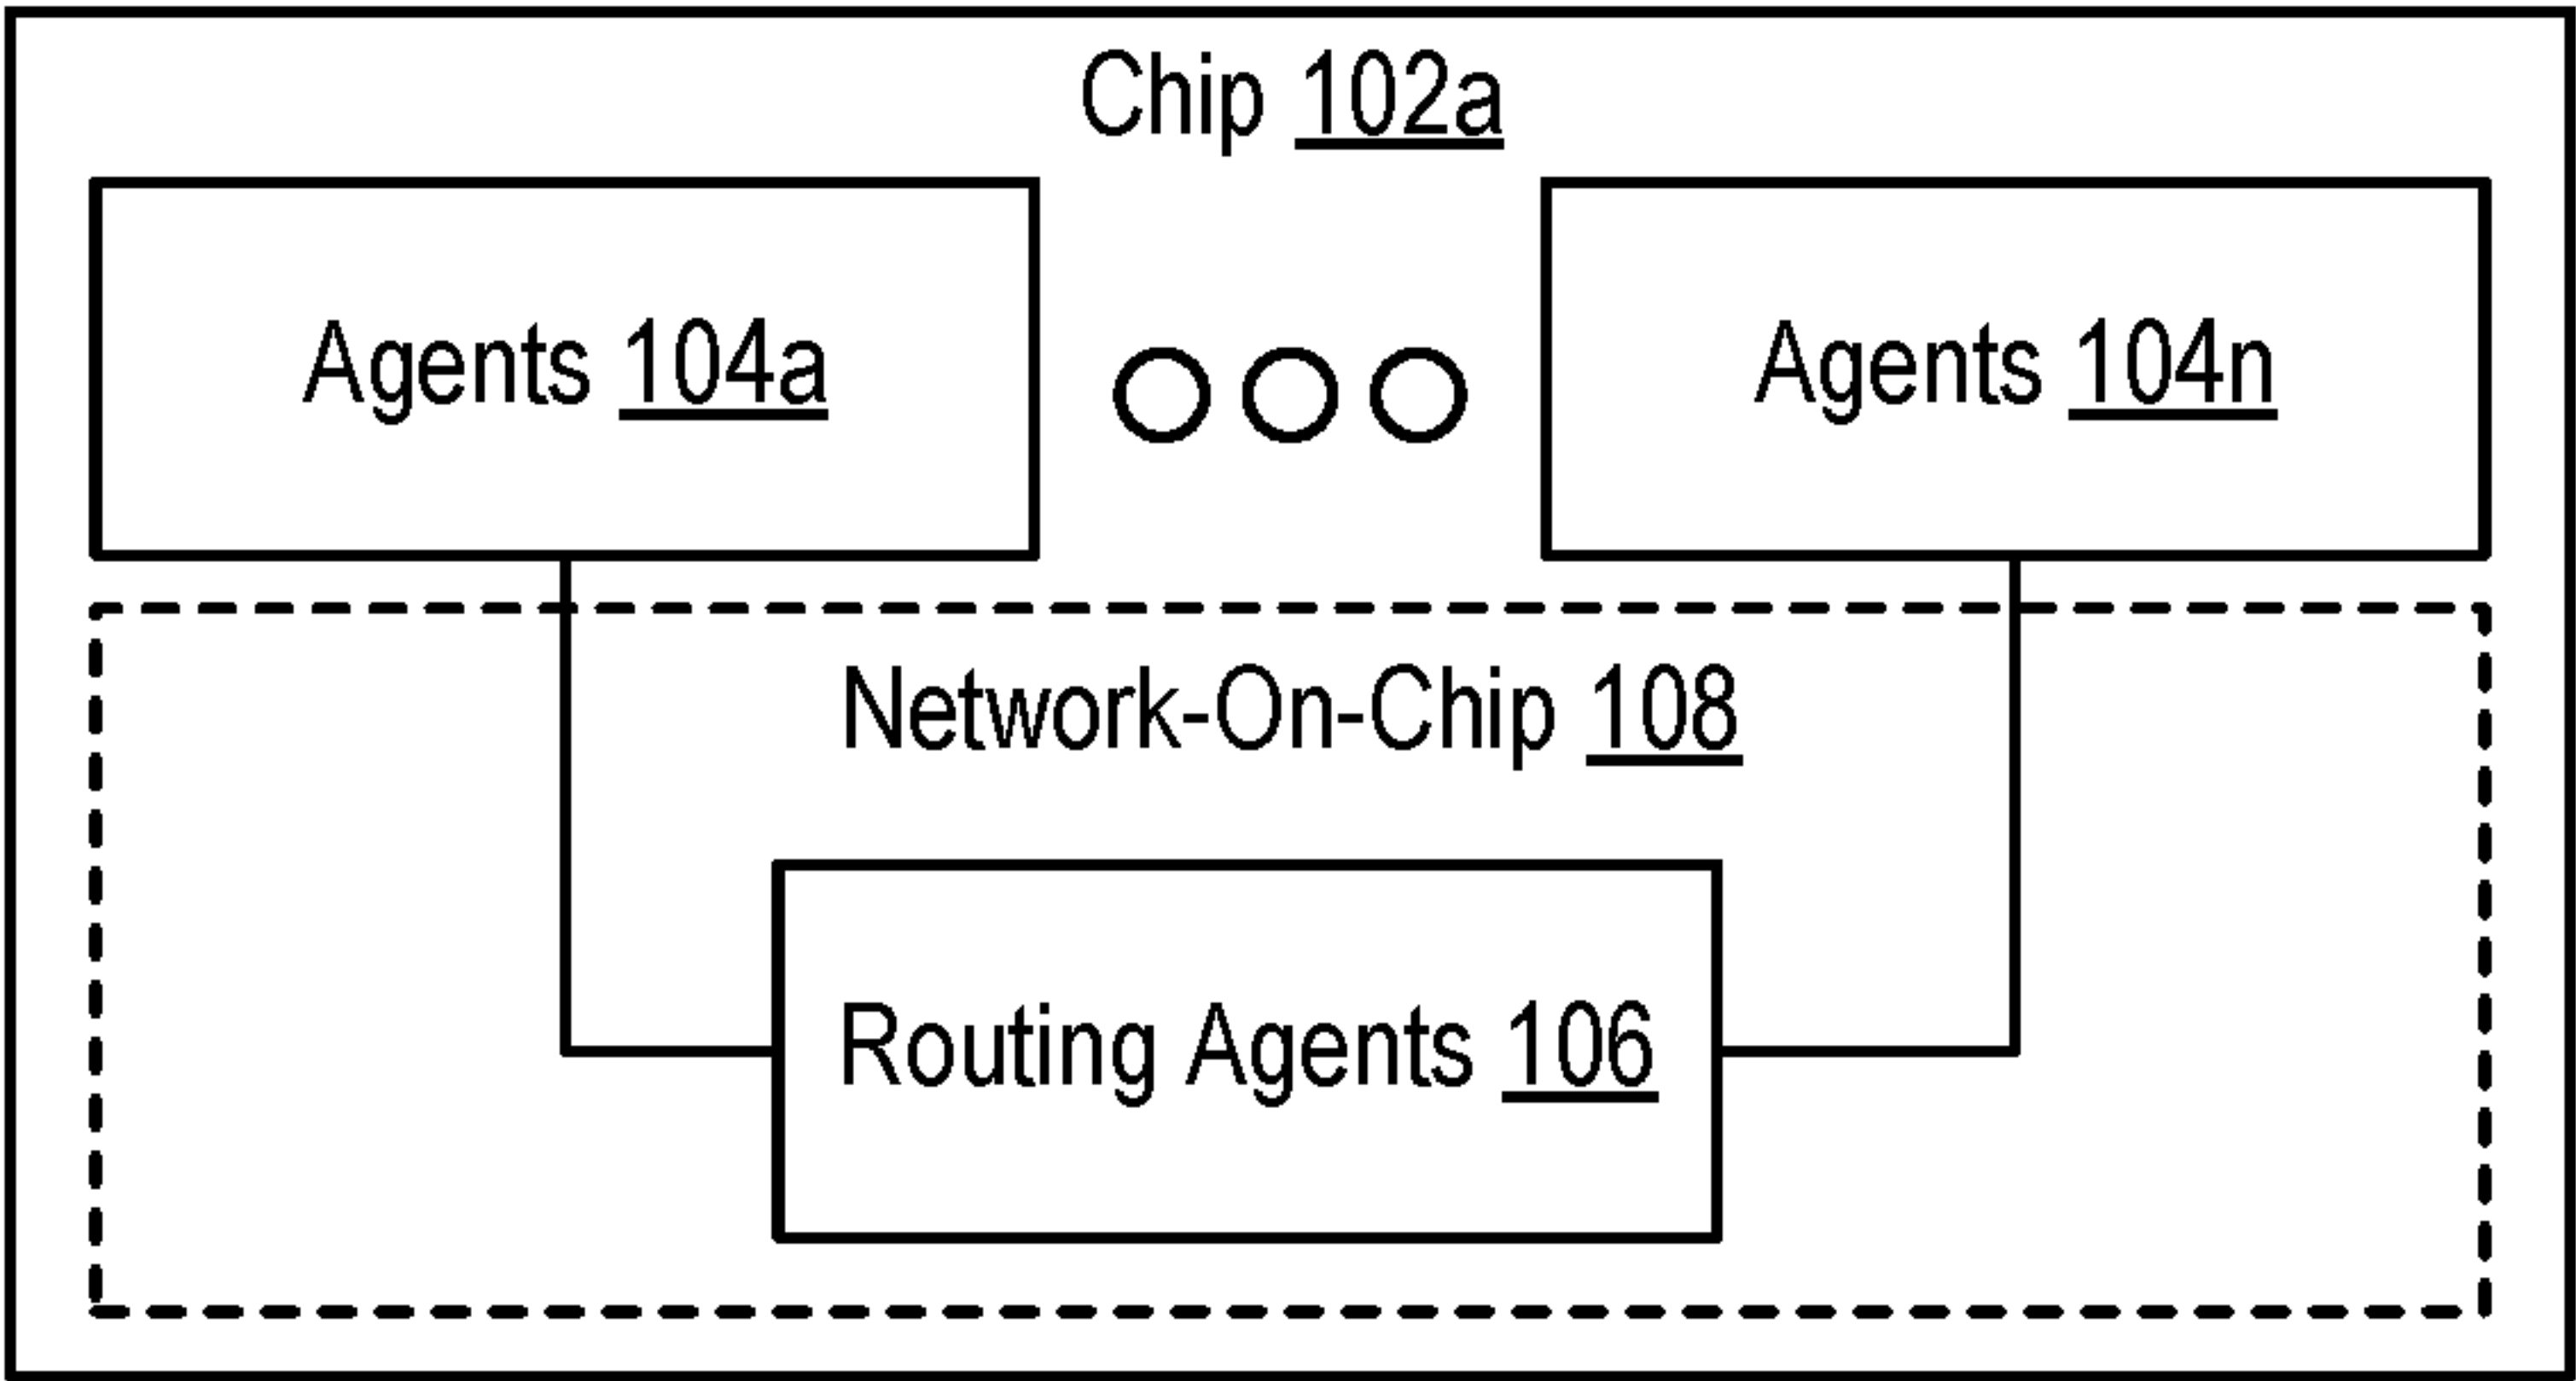 Chip 102a
Agents 104a
Agents 104n
Network-On-Chip 108
Routing Agents 106